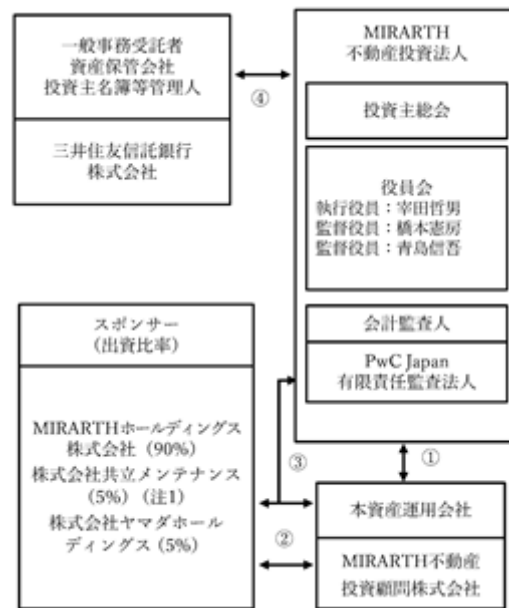 一般事務受託者
資産保管会社
投資主名簿等管理人
三井住友信託銀行
株式会社
④
MIRARTH
不動産投資法人
投資主総会
役員会
執行役員：宰田哲男
監督役員：橋本憲房
監督役員：青島信吾
会計監査人
PwC Japan
有限責任監査法人
スポンサー
（出資比率）
MIRARTHホールディングス
株式会社（90%）
株式会社共立メンテナンス
（5%）（注1）
株式会社ヤマダホール
ディングス（5%）
③
①
②
本資産運用会社
MIRARTH不動産
投資顧問株式会社